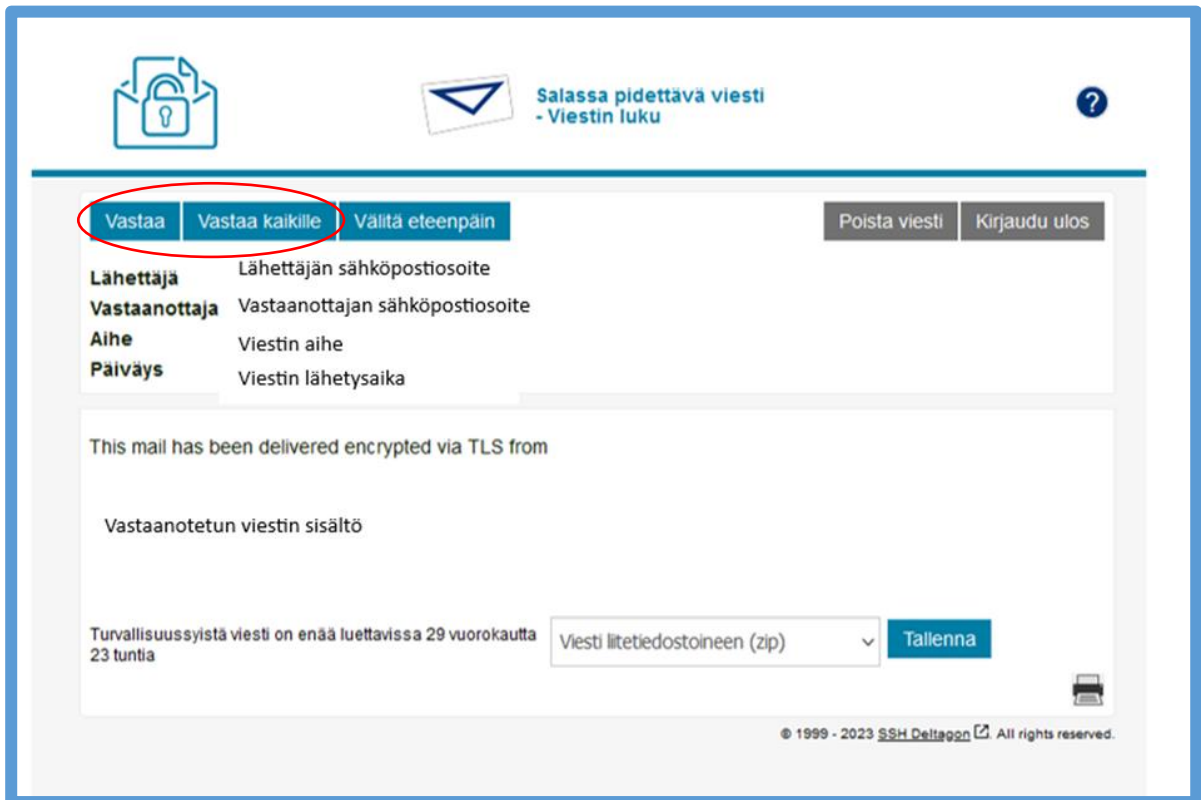 Salassa pidettävä viesti
- Viestin luku
?
Vastaa Vastaa kaikille Välitä eteenpäin Poista viesti Kirjaudu ulos
Lähettäjä Lähettäjän sähköpostiosoite
Vastaanottaja Vastaanottajan sähköpostiosoite
Aihe Viestin aihe
Päiväys Viestin lähetysaika
This mail has been delivered encrypted via TLS from
Vastaanotetun viestin sisältö
Turvallisuussyistä viesti on enää luettavissa 29 vuorokautta
23 tuntia
Viesti liitetiedostoineen (zip) Tallenna
© 1999 - 2023 SSH Deltagon. All rights reserved.